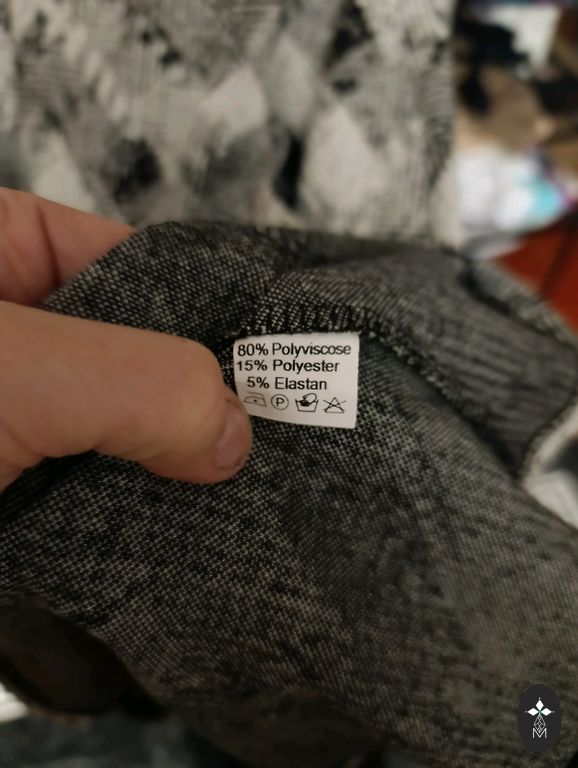 80% Polyviscose
15% Polyester
5% Elastan
P
M